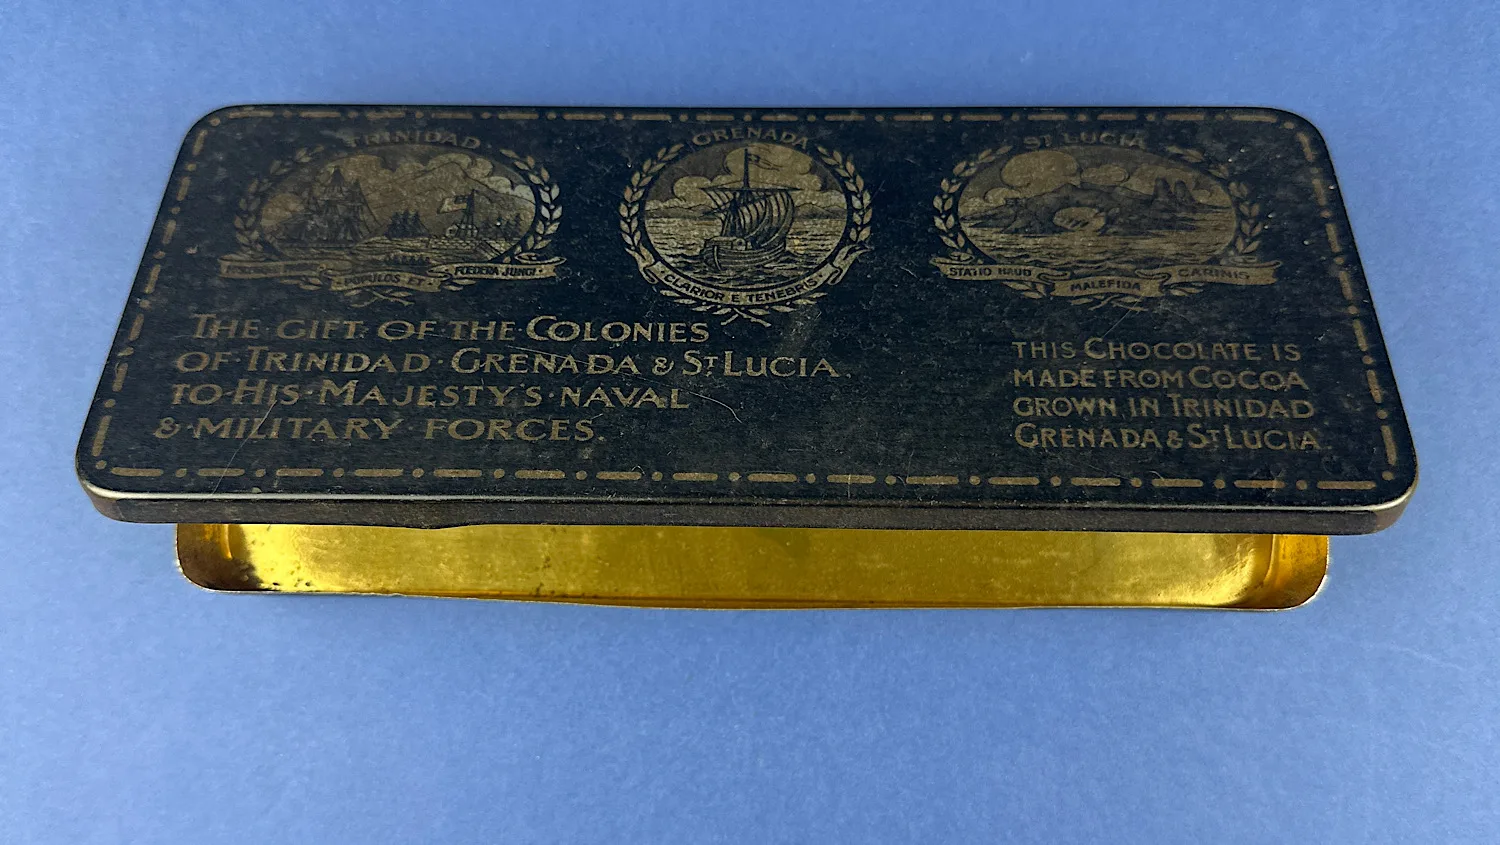 TRINIDAD
POPULOS ET
FOEDERA JUNGI
GRENADA
CLARIOR E TENEBRIS
ST LUCIA
STATIO HAUD
MALEFIDA
CARINIS
THE·GIFT·OF·THE·COLONIES
OF·TRINIDAD·GRENADA & ST LUCIA.
TO·HIS·MAJESTY'S·NAVAL
&·MILITARY·FORCES.
THIS CHOCOLATE IS
MADE FROM COCOA
GROWN IN TRINIDAD
GRENADA & ST LUCIA